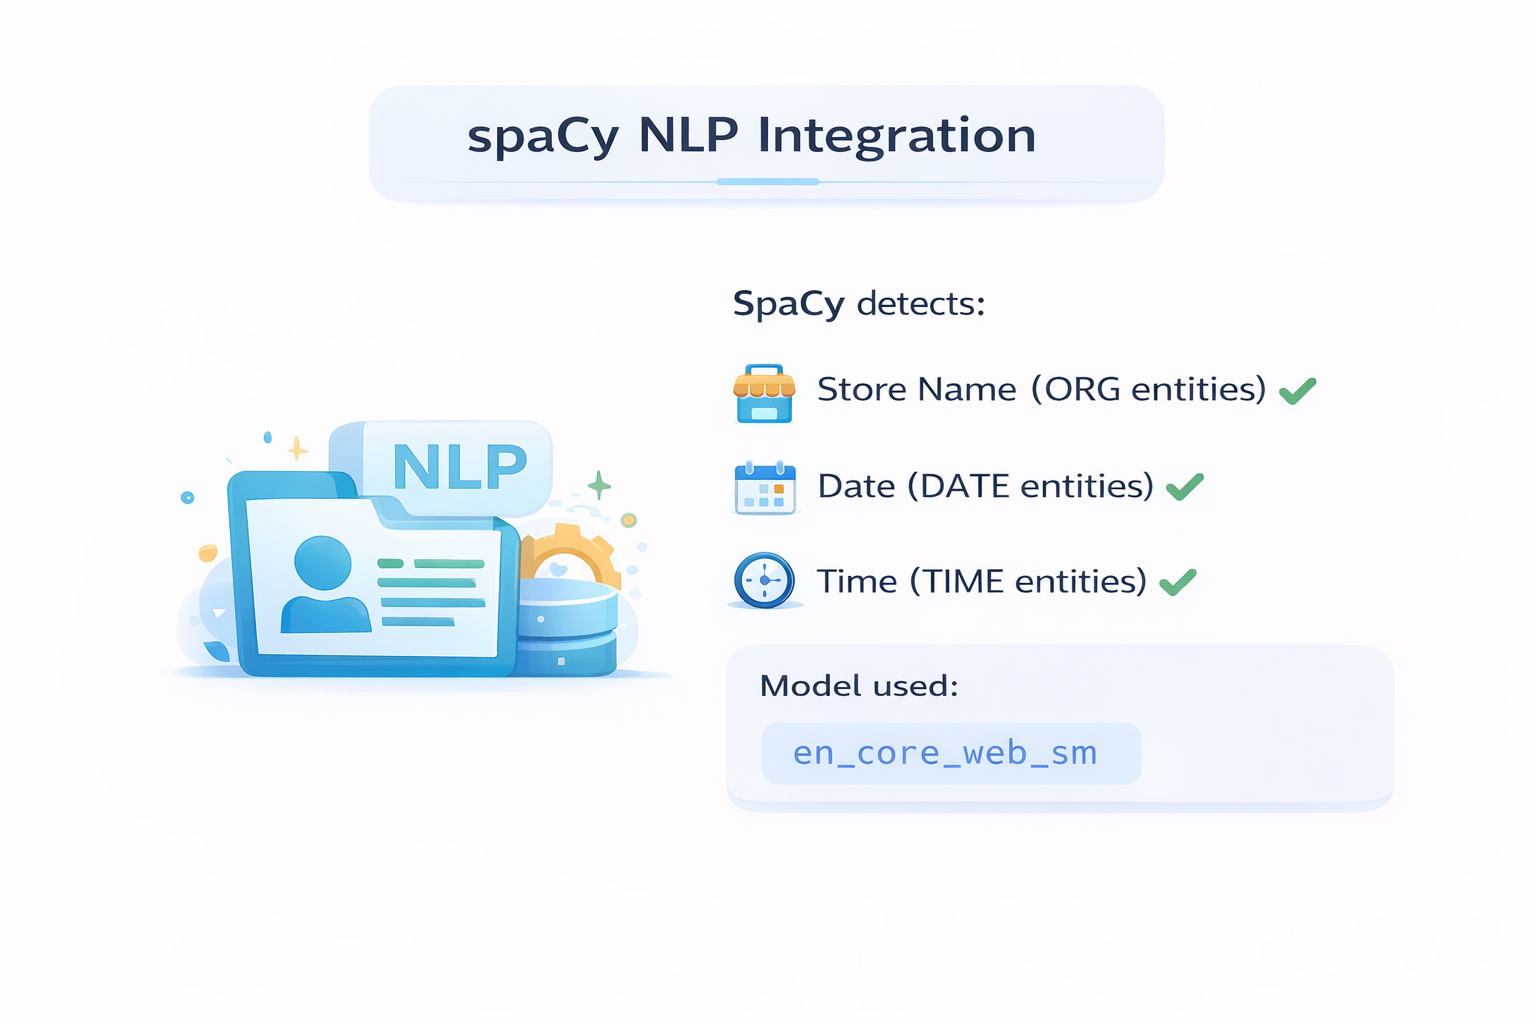 spaCy NLP Integration
SpaCy detects:
Store Name (ORG entities)
Date (DATE entities)
Time (TIME entities)
NLP
Model used:
en_core_web_sm